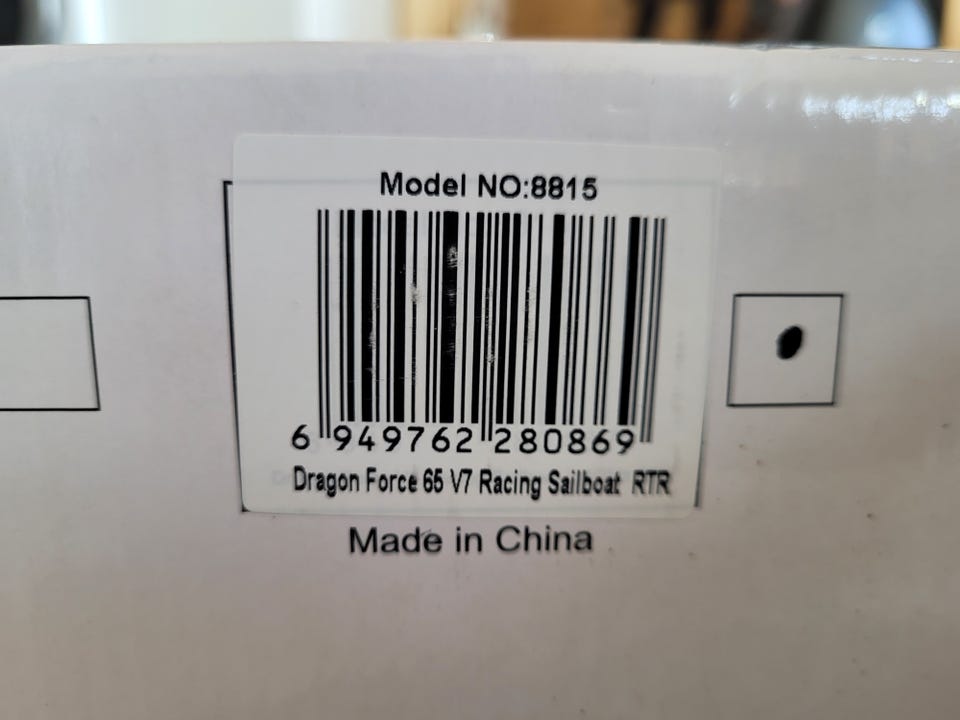 Model NO:8815
6 949762 280869
Dragon Force 65 V7 Racing Sailboat RTR
Made in China